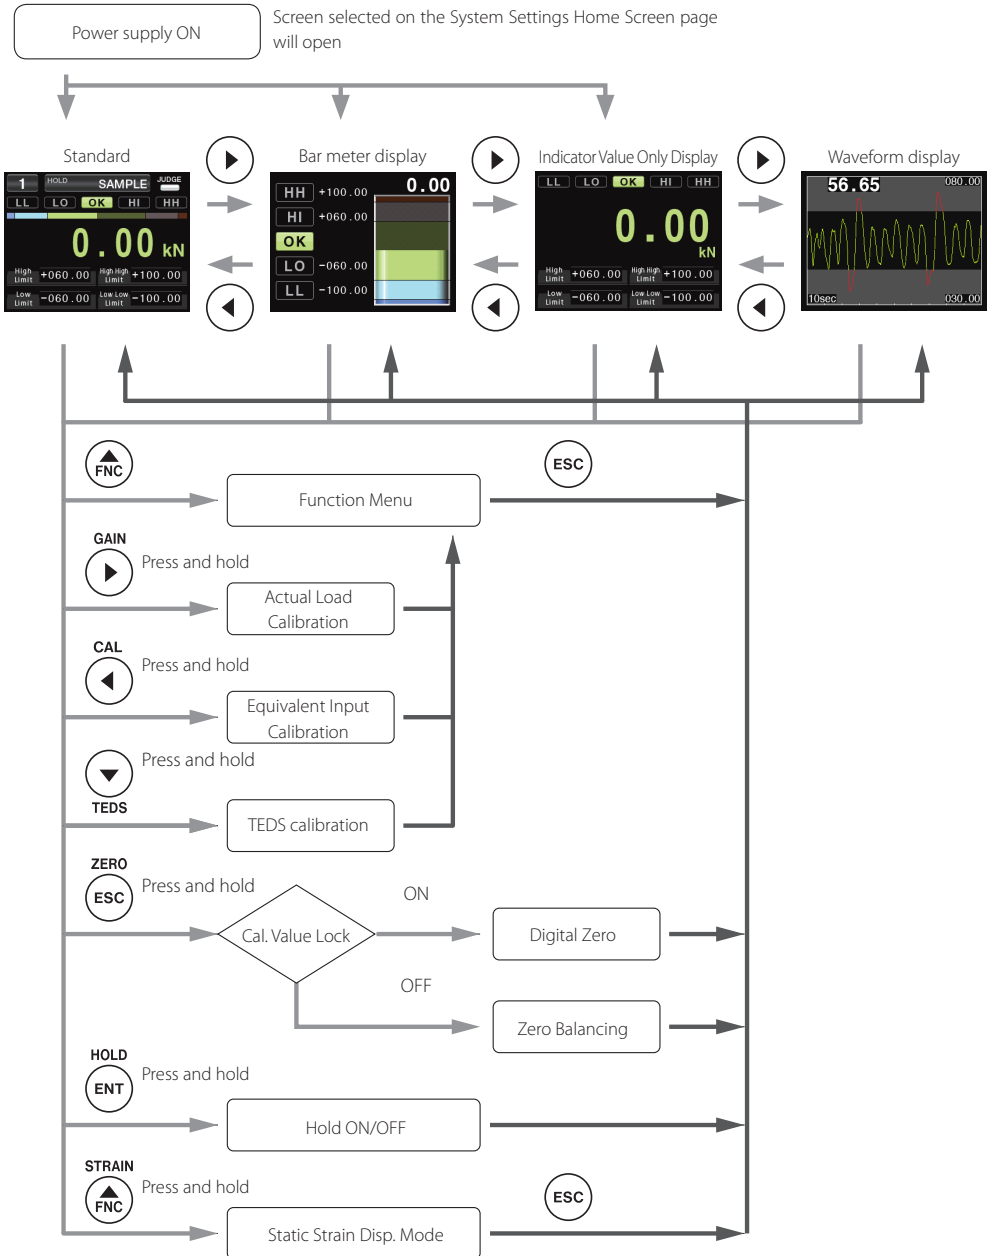 Power supply ON
Screen selected on the System Settings Home Screen page
will open
Standard
Bar meter display
Indicator Value Only Display
Waveform display
1 HOLD SAMPLE JUDGE
LL LO OK HI HH
0.00 kN
High Limit +060.00 High High Limit +100.00
Low Limit -060.00 Low Low Limit -100.00
0.00
HH +100.00
HI +060.00
OK
LO -060.00
LL -100.00
LL LO OK HI HH
0.00
kN
High Limit +060.00 High High Limit +100.00
Low Limit -060.00 Low Low Limit -100.00
56.65 080.00
10sec 030.00
FNC
Function Menu
ESC
GAIN
Press and hold
Actual Load
Calibration
CAL
Press and hold
Equivalent Input
Calibration
Press and hold
TEDS
TEDS calibration
ZERO
ESC
Press and hold
Cal. Value Lock
ON
Digital Zero
OFF
Zero Balancing
HOLD
ENT
Press and hold
Hold ON/OFF
STRAIN
FNC
Press and hold
ESC
Static Strain Disp. Mode